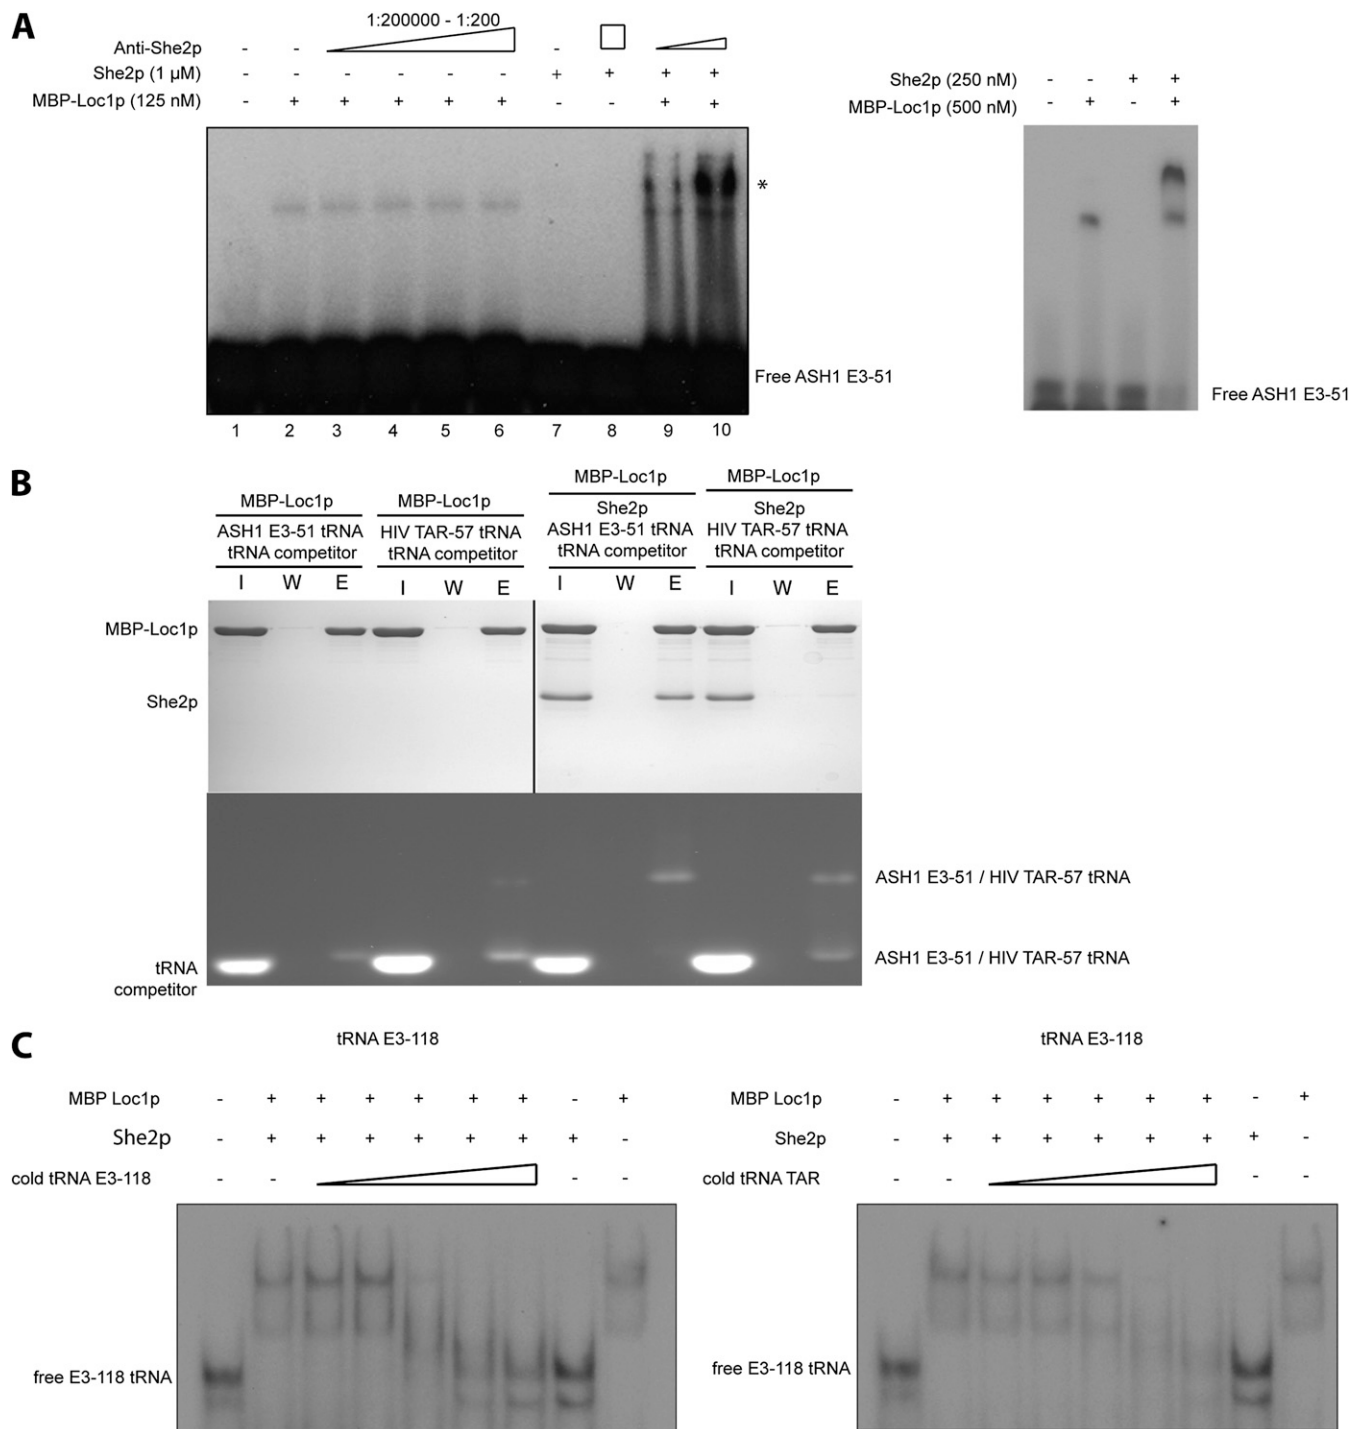 A
1:200000 - 1:200
Anti-She2p - - - -
She2p (1 µM) - - - - - - + + + +
MBP-Loc1p (125 nM) - + + + + + - - + +
*
Free ASH1 E3-51
1 2 3 4 5 6 7 8 9 10
She2p (250 nM) - - + +
MBP-Loc1p (500 nM) - + - +
Free ASH1 E3-51
B
MBP-Loc1p MBP-Loc1p MBP-Loc1p MBP-Loc1p
ASH1 E3-51 tRNA HIV TAR-57 tRNA She2p She2p
tRNA competitor tRNA competitor ASH1 E3-51 tRNA HIV TAR-57 tRNA
tRNA competitor tRNA competitor
I W E I W E I W E I W E
MBP-Loc1p
She2p
ASH1 E3-51 / HIV TAR-57 tRNA
ASH1 E3-51 / HIV TAR-57 tRNA
tRNA
competitor
C
tRNA E3-118
MBP Loc1p - + + + + + + - +
She2p - + + + + + + + -
cold tRNA E3-118 - - - -
free E3-118 tRNA
tRNA E3-118
MBP Loc1p - + + + + + + - +
She2p - + + + + + + + -
cold tRNA TAR - - - -
free E3-118 tRNA